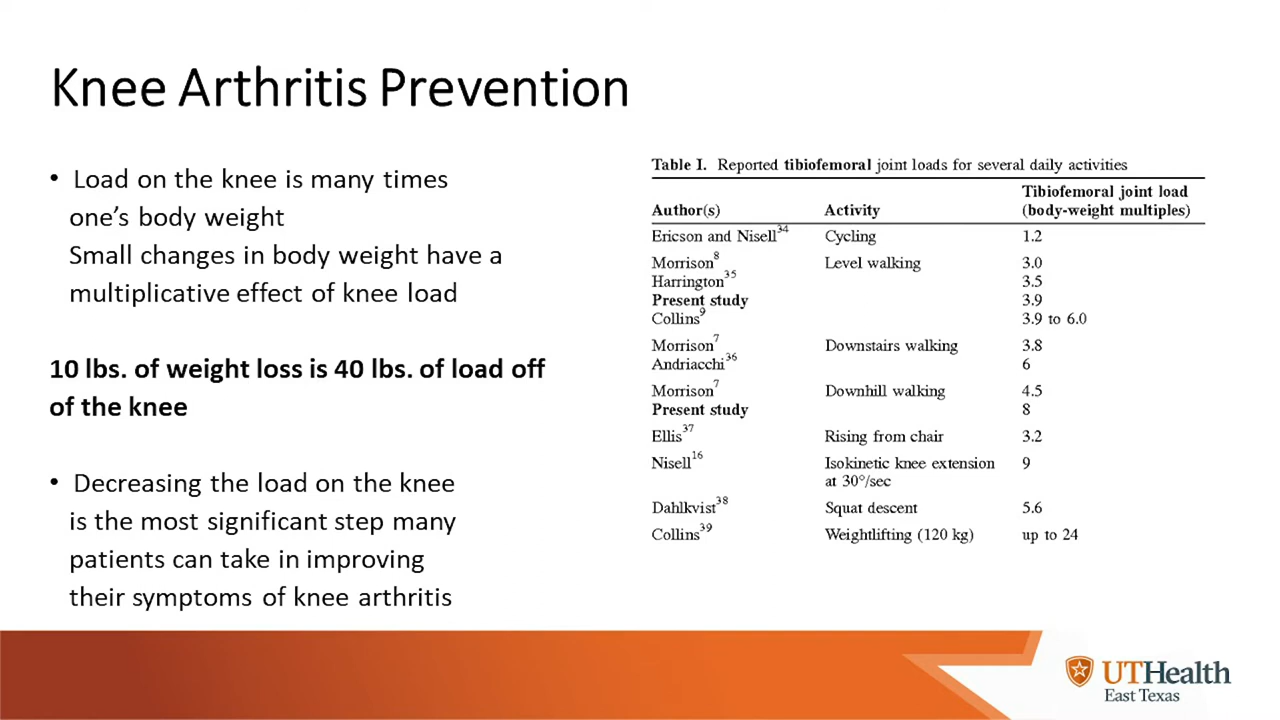 Knee Arthritis Prevention
• Load on the knee is many times
one's body weight
Small changes in body weight have a
multiplicative effect of knee load
10 lbs. of weight loss is 40 lbs. of load off
of the knee
• Decreasing the load on the knee
is the most significant step many
patients can take in improving
their symptoms of knee arthritis
Table I. Reported tibiofemoral joint loads for several daily activities
Tibiofemoral joint load
Author(s) Activity (body-weight multiples)
Ericson and Nisell34 Cycling 1.2
Morrison8 Level walking 3.0
Harrington35 3.5
Present study 3.9
Collins9 3.9 to 6.0
Morrison7 Downstairs walking 3.8
Andriacchi36 6
Morrison7 Downhill walking 4.5
Present study 8
Ellis37 Rising from chair 3.2
Nisell16 Isokinetic knee extension 9
at 30°/sec
Dahlkvist38 Squat descent 5.6
Collins39 Weightlifting (120 kg) up to 24
UTHealth
East Texas